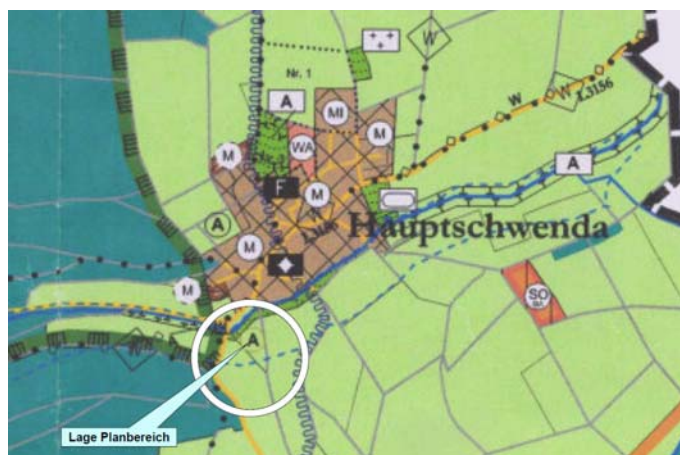 W
L3156
Nr. 1
A
MI
M
W
W
M
WA
A
F
M
A
Hauptschwenda
M
SO
M
A
Lage Planbereich